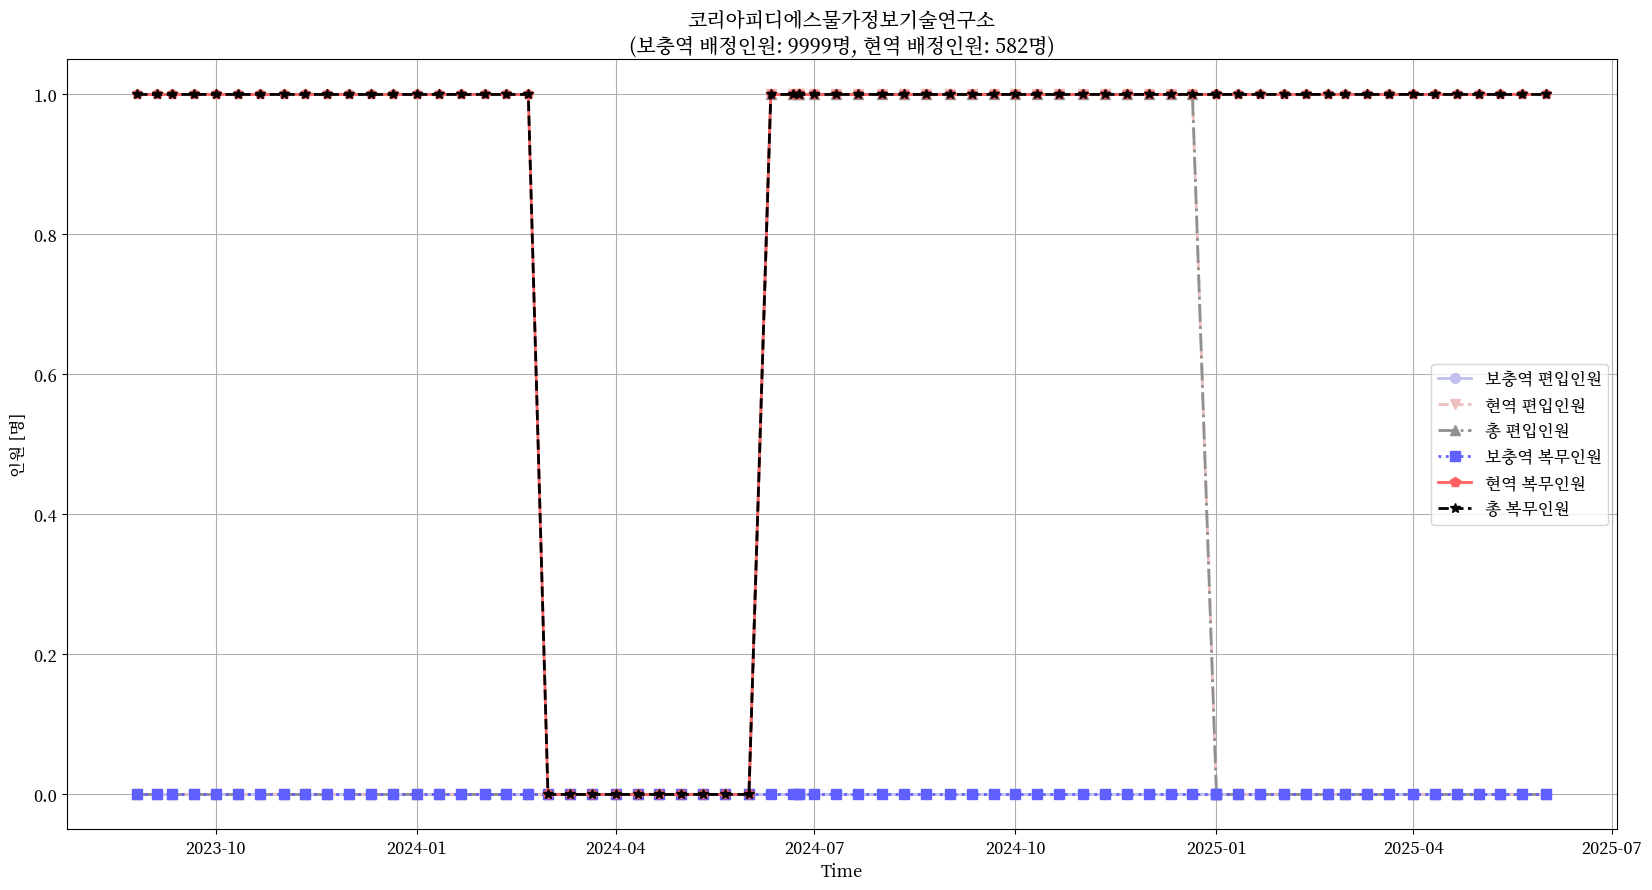 코리아피디에스물가정보기술연구소
(보충역 배정인원: 9999명, 현역 배정인원: 582명)
인원 [명]
1.0
0.8
0.6
0.4
0.2
0.0
보충역 편입인원
현역 편입인원
총 편입인원
보충역 복무인원
현역 복무인원
총 복무인원
2023-10
2024-01
2024-04
2024-07
2024-10
2025-01
2025-04
2025-07
Time